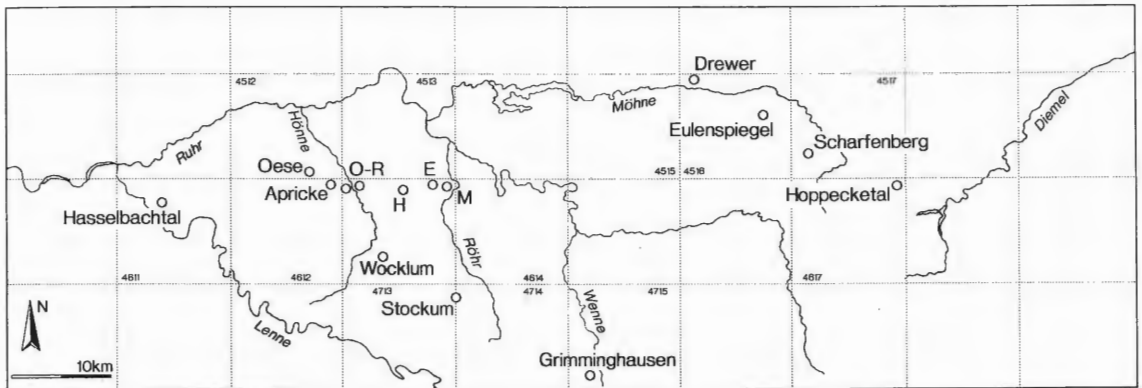 Drewer
4512
4513
4517
Möhne
Diemel
Hönne
Eulenspiegel
Ruhr
Scharfenberg
Oese
O-R
E
4515
4516
Apricke
H
M
Hoppecketal
Hasselbachtal
Röhr
Wocklum
4611
4612
4713
4614
4617
4714
4715
Stockum
Wenne
N
Lenne
10km
Grimminghausen